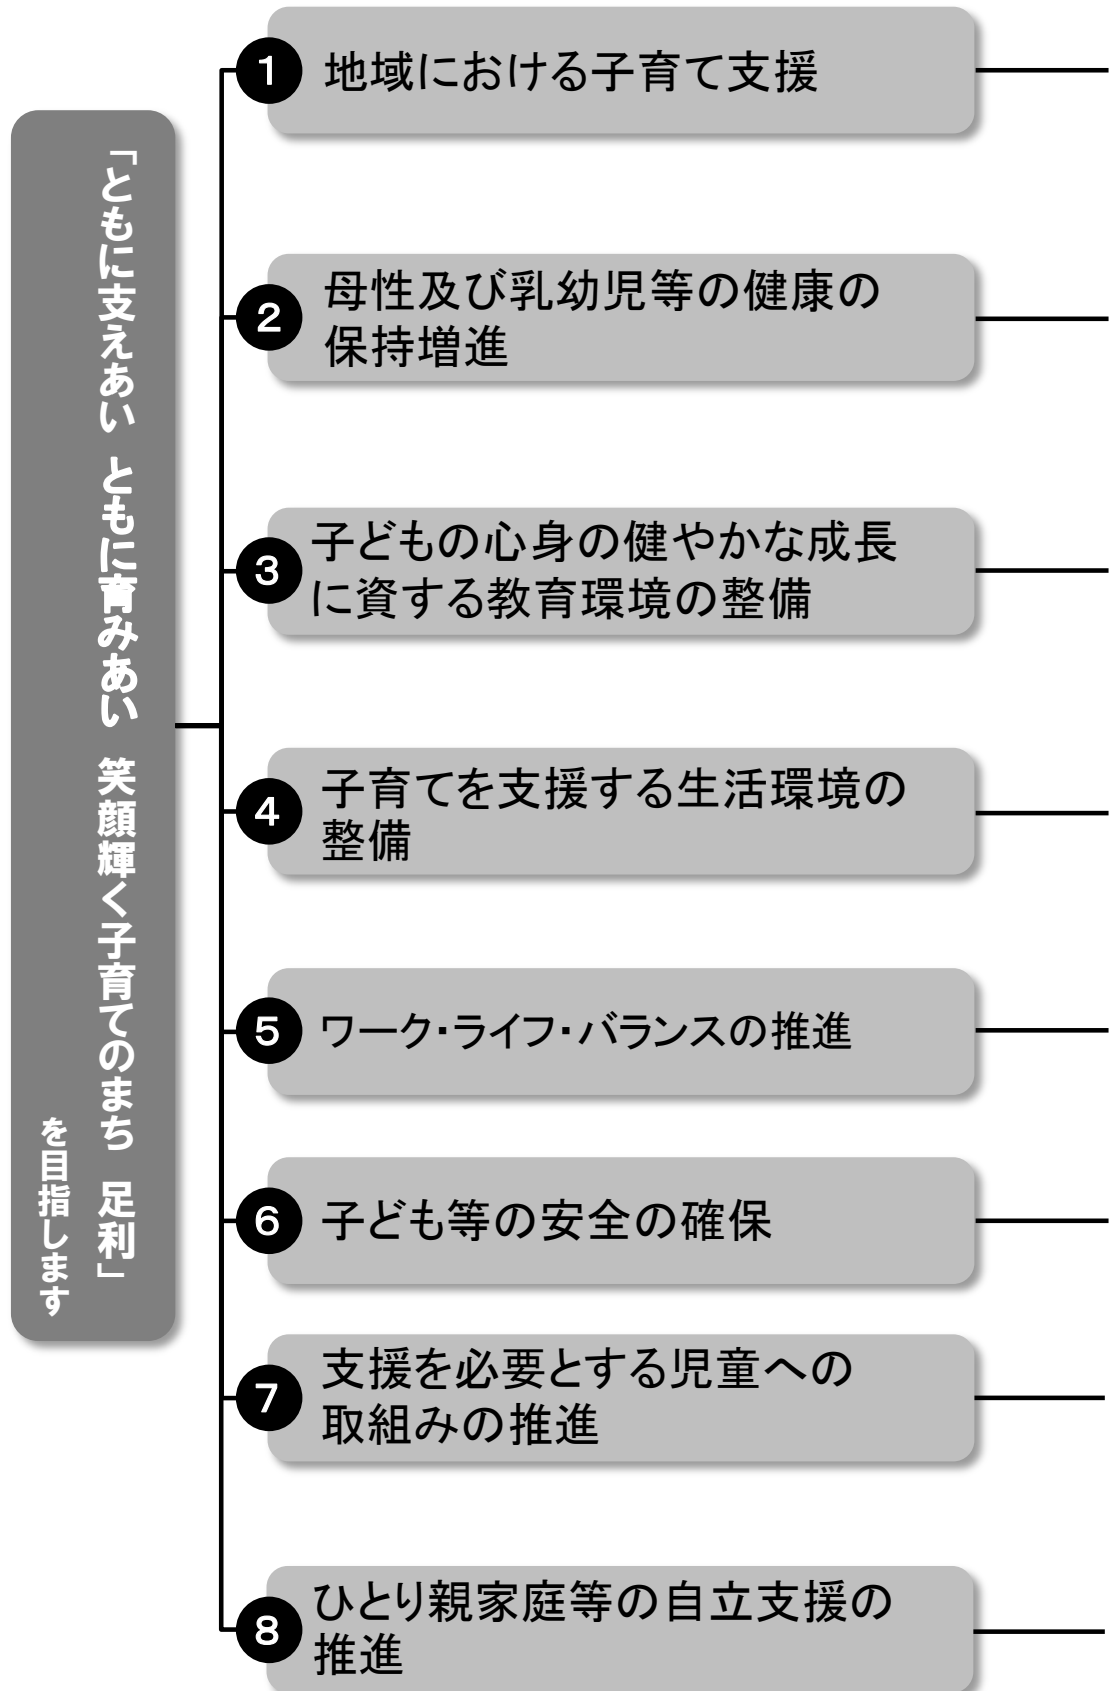 「ともに支えあい　ともに育みあい　笑顔輝く子育てのまち　足利」
を目指します
1 地域における子育て支援
2 母性及び乳幼児等の健康の
保持増進
3 子どもの心身の健やかな成長
に資する教育環境の整備
4 子育てを支援する生活環境の
整備
5 ワーク・ライフ・バランスの推進
6 子ども等の安全の確保
7 支援を必要とする児童への
取組みの推進
8 ひとり親家庭等の自立支援の
推進